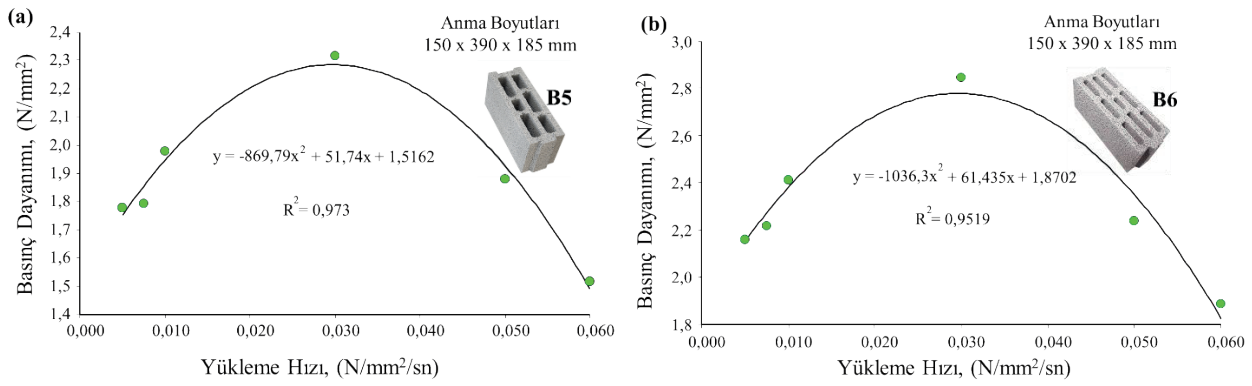 (a)
Anma Boyutları
150 x 390 x 185 mm
B5
Basınç Dayanımı, (N/mm²)
2,4
2,3
2,2
2,1
2,0
1,9
1,8
1,7
1,6
1,5
1,4
y = -869,79x² + 51,74x + 1,5162
R² = 0,973
0,000 0,010 0,020 0,030 0,040 0,050 0,060
Yükleme Hızı, (N/mm²/sn)
(b)
Anma Boyutları
150 x 390 x 185 mm
B6
Basınç Dayanımı, (N/mm²)
3,0
2,8
2,6
2,4
2,2
2,0
1,8
y = -1036,3x² + 61,435x + 1,8702
R² = 0,9519
0,000 0,010 0,020 0,030 0,040 0,050 0,060
Yükleme Hızı, (N/mm²/sn)